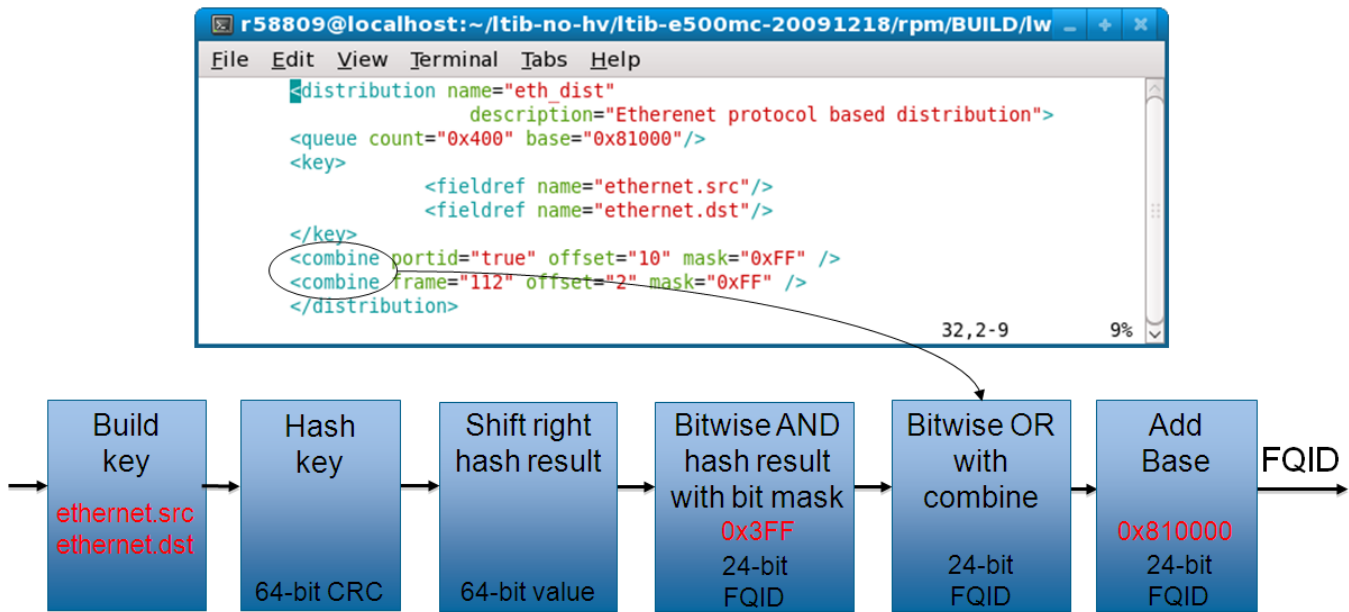 r58809@localhost:~/ltib-no-hv/ltib-e500mc-20091218/rpm/BUILD/lw
File Edit View Terminal Tabs Help
<distribution name="eth_dist"
description="Etherenet protocol based distribution">
<queue count="0x400" base="0x81000"/>
<key>
<fieldref name="ethernet.src"/>
<fieldref name="ethernet.dst"/>
</key>
<combine portid="true" offset="10" mask="0xFF" />
<combine frame="112" offset="2" mask="0xFF" />
</distribution>
32,2-9 9%
Build
key
ethernet.src
ethernet.dst
Hash
key
64-bit CRC
Shift right
hash result
64-bit value
Bitwise AND
hash result
with bit mask
0x3FF
24-bit
FQID
Bitwise OR
with
combine
24-bit
FQID
Add
Base
0x810000
24-bit
FQID
FQID